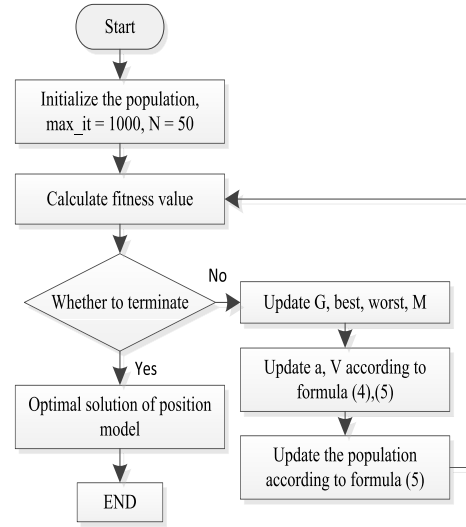 Start
Initialize the population,
max_it = 1000, N = 50
Calculate fitness value
Whether to terminate
No
Yes
Optimal solution of position
model
END
Update G, best, worst, M
Update a, V according to
formula (4),(5)
Update the population
according to formula (5)